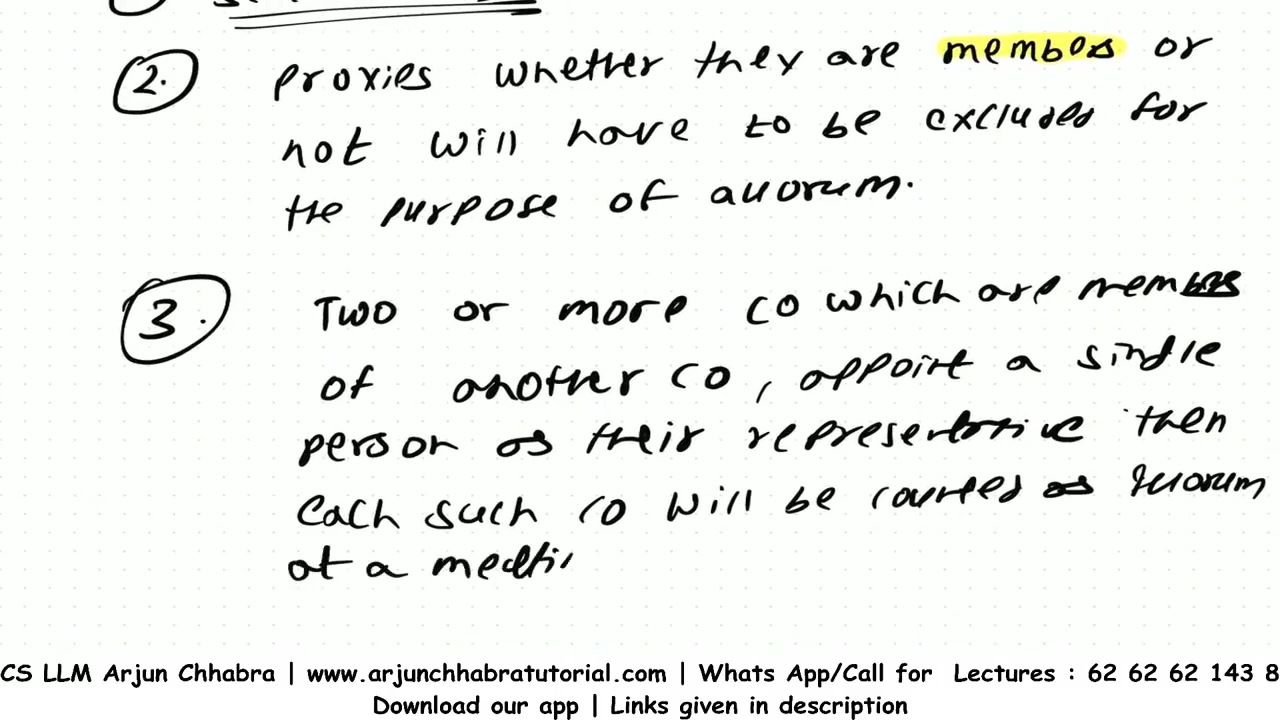 2. Proxies whether they are members or
not will have to be excluded for
the purpose of quorum.
3. Two or more co which are members
of another co, appoint a single
person as their representative then
each such co will be counted as quorum
at a meetin
CS LLM Arjun Chhabra | www.arjunchhabratutorial.com | Whats App/Call for Lectures : 62 62 62 143 8
Download our app | Links given in description